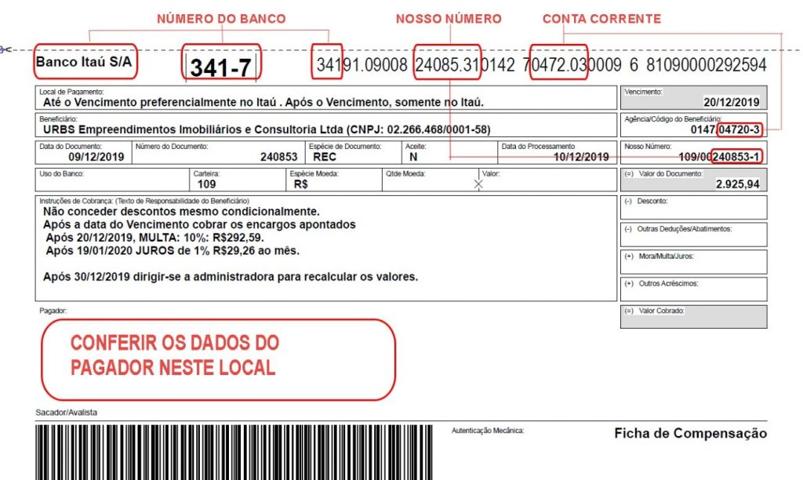 NÚMERO DO BANCO NOSSO NÚMERO CONTA CORRENTE
Banco Itaú S/A 341-7 34191.09008 24085.310142 70472.030009 6 81090000292594
Local de Pagamento: Vencimento:
Até o Vencimento preferencialmente no Itaú . Após o Vencimento, somente no Itaú. 20/12/2019
Beneficiário: Agência/Código do Beneficiário:
URBS Empreendimentos Imobiliários e Consultoria Ltda (CNPJ: 02.266.468/0001-58) 0147.04720-3
Data do Documento: Número do Documento: Espécie de Documento: Aceite: Data do Processamento Nosso Número:
09/12/2019 240853 REC N 10/12/2019 109/00240853-1
Uso do Banco: Carteira: Espécie Moeda: Qtde Moeda: Valor: (=) Valor do Documento:
109 R$ X 2.925,94
Instruções de Cobrança: (Texto de Responsabilidade do Beneficiário) (-) Desconto:
Não conceder descontos mesmo condicionalmente.
Após a data do Vencimento cobrar os encargos apontados (-) Outras Deduções/Abatimentos:
Após 20/12/2019, MULTA: 10%: R$292,59.
Após 19/01/2020 JUROS de 1% R$29,26 ao mês. (+) Mora/Multa/Juros:
Após 30/12/2019 dirigir-se a administradora para recalcular os valores.
(+) Outros Acréscimos:
Pagador: (=) Valor Cobrado:
CONFERIR OS DADOS DO
PAGADOR NESTE LOCAL
Sacador/Avalista
Autenticação Mecânica: Ficha de Compensação